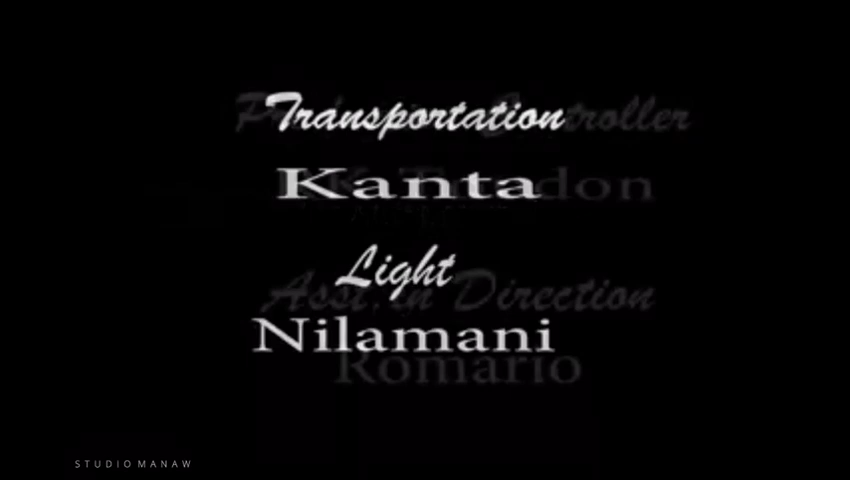 Transportation
Kanta
Light
Asst. in Direction
Nilamani
Romario
STUDIO MANAW